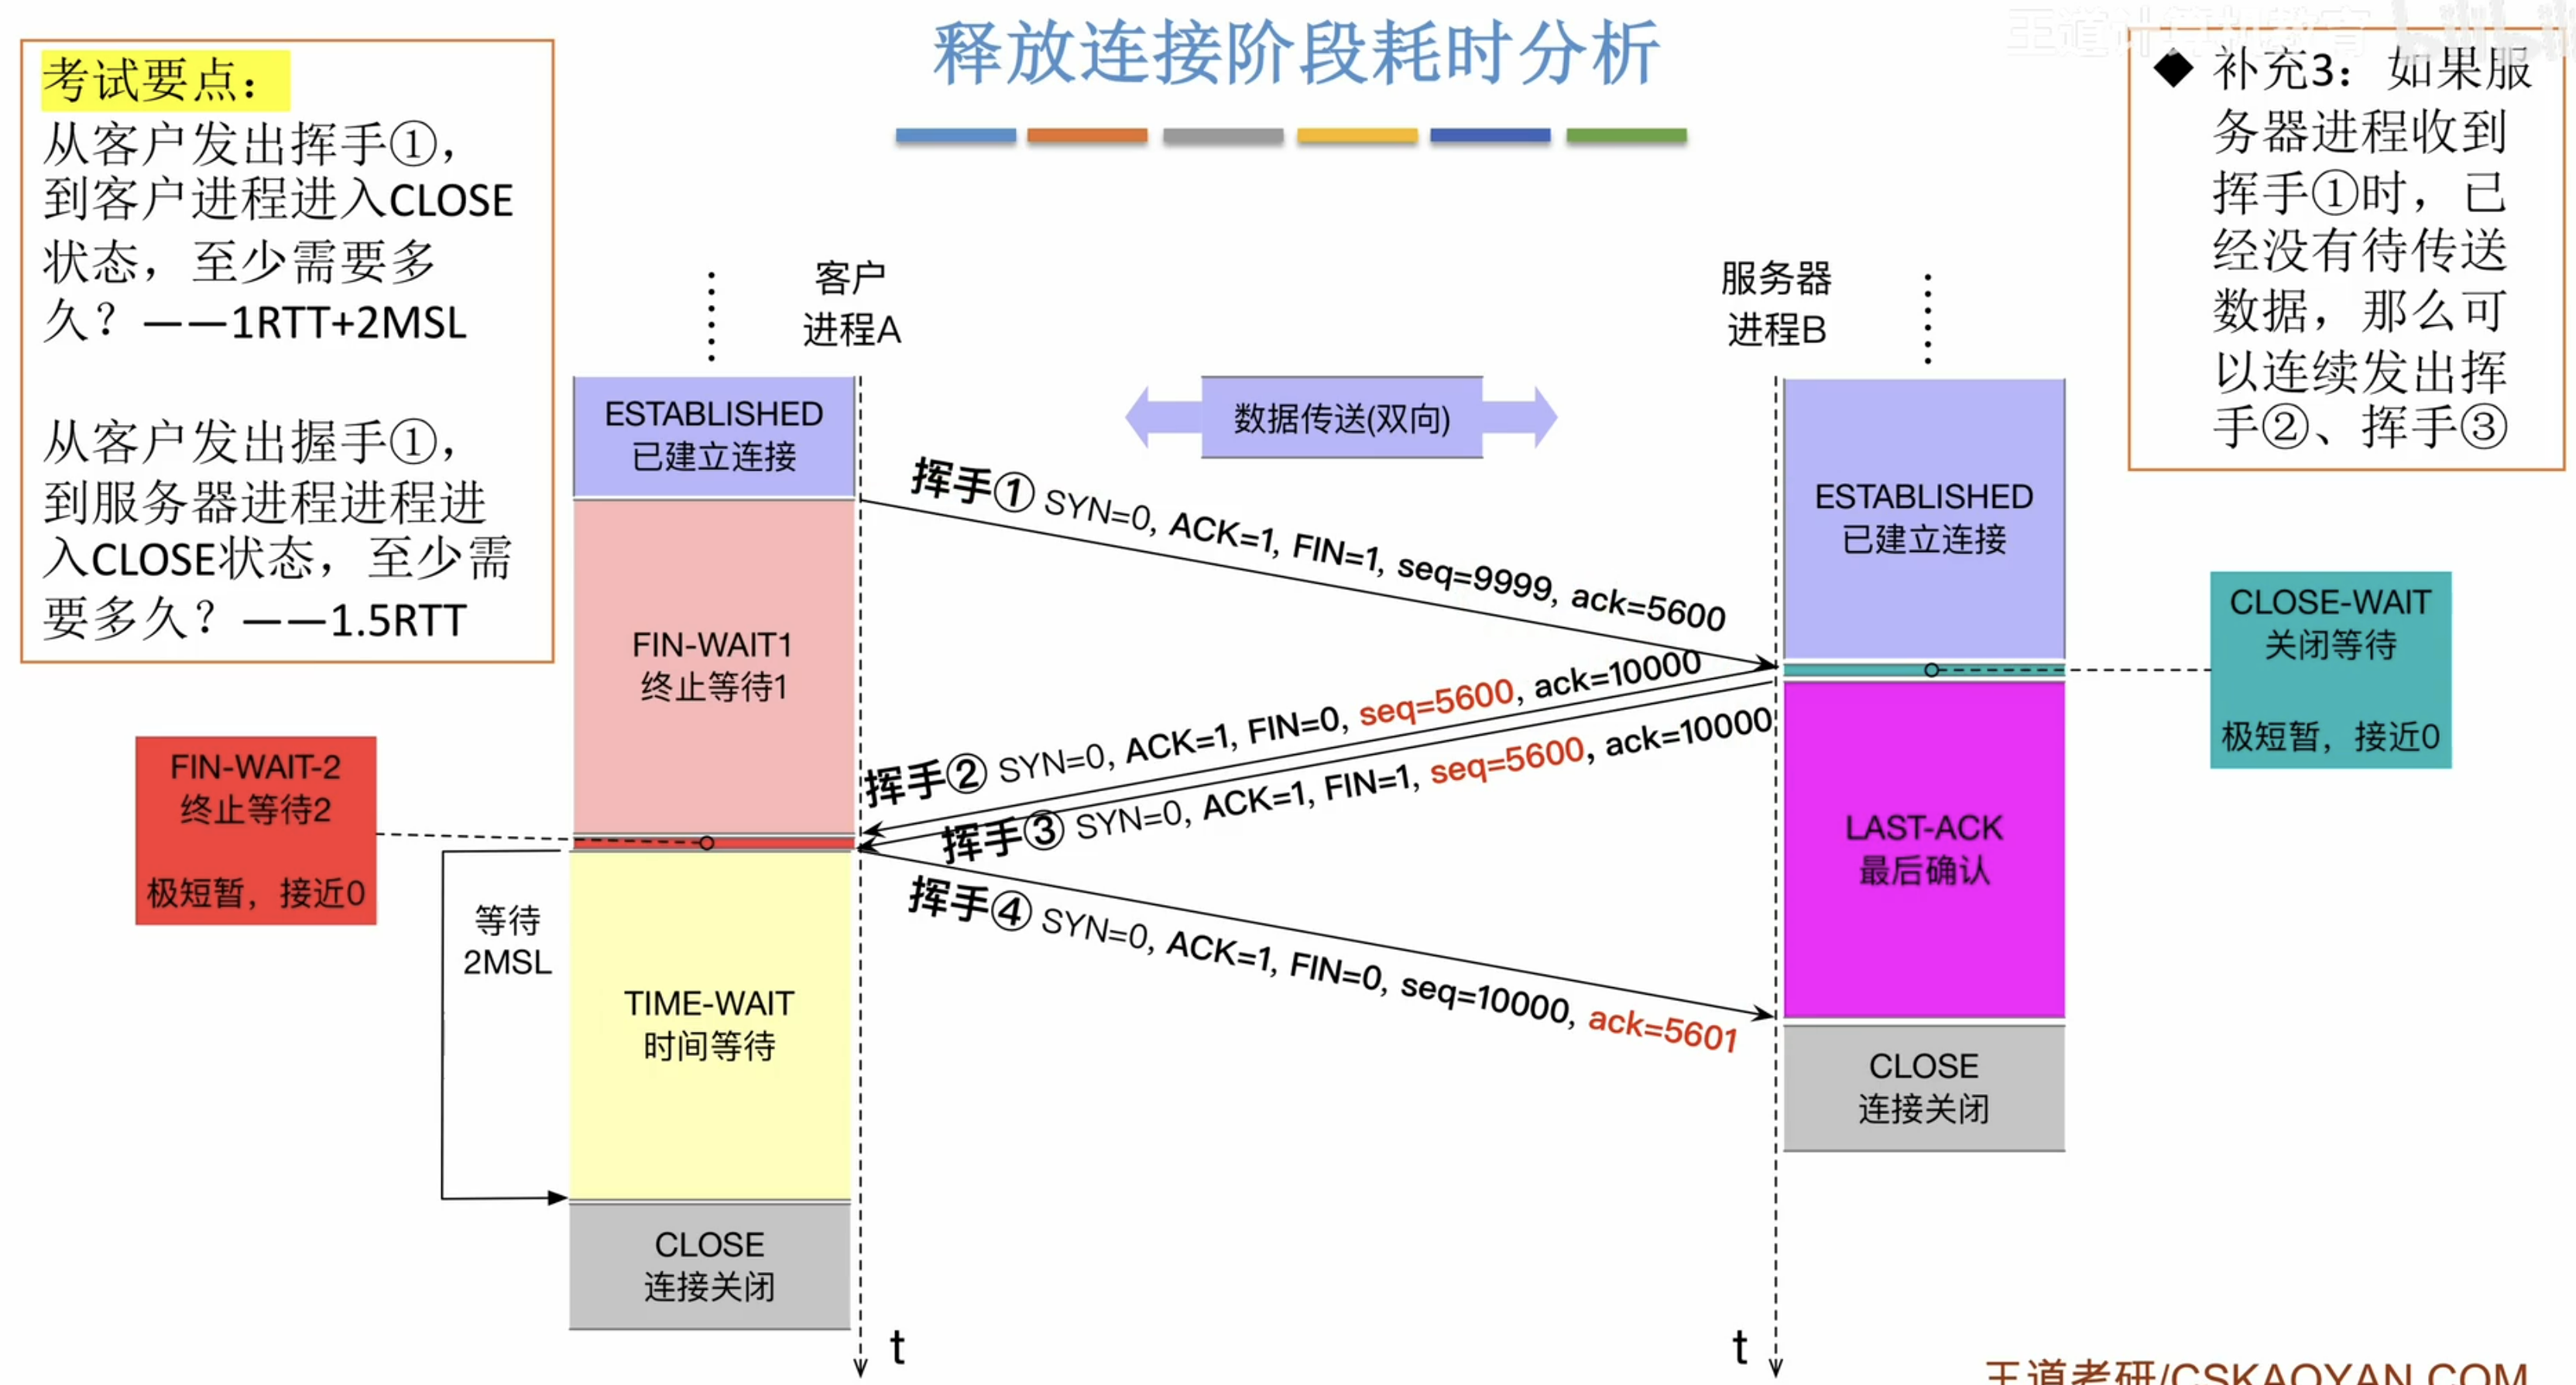 释放连接阶段耗时分析
王道计算机教育
考试要点：
从客户发出挥手①，
到客户进程进入CLOSE
状态，至少需要多
久？——1RTT+2MSL
从客户发出握手①，
到服务器进程进程进
入CLOSE状态，至少需
要多久？——1.5RTT
◆ 补充3：如果服
务器进程收到
挥手①时，已
经没有待传送
数据，那么可
以连续发出挥
手②、挥手③
客户
进程A
服务器
进程B
ESTABLISHED
已建立连接
数据传送(双向)
ESTABLISHED
已建立连接
挥手① SYN=0, ACK=1, FIN=1, seq=9999, ack=5600
FIN-WAIT1
终止等待1
CLOSE-WAIT
关闭等待
极短暂，接近0
挥手② SYN=0, ACK=1, FIN=0, seq=5600, ack=10000
挥手③ SYN=0, ACK=1, FIN=1, seq=5600, ack=10000
FIN-WAIT-2
终止等待2
极短暂，接近0
LAST-ACK
最后确认
挥手④ SYN=0, ACK=1, FIN=0, seq=10000, ack=5601
等待
2MSL
TIME-WAIT
时间等待
CLOSE
连接关闭
CLOSE
连接关闭
t
t
王道考研/CSKAOYAN.COM